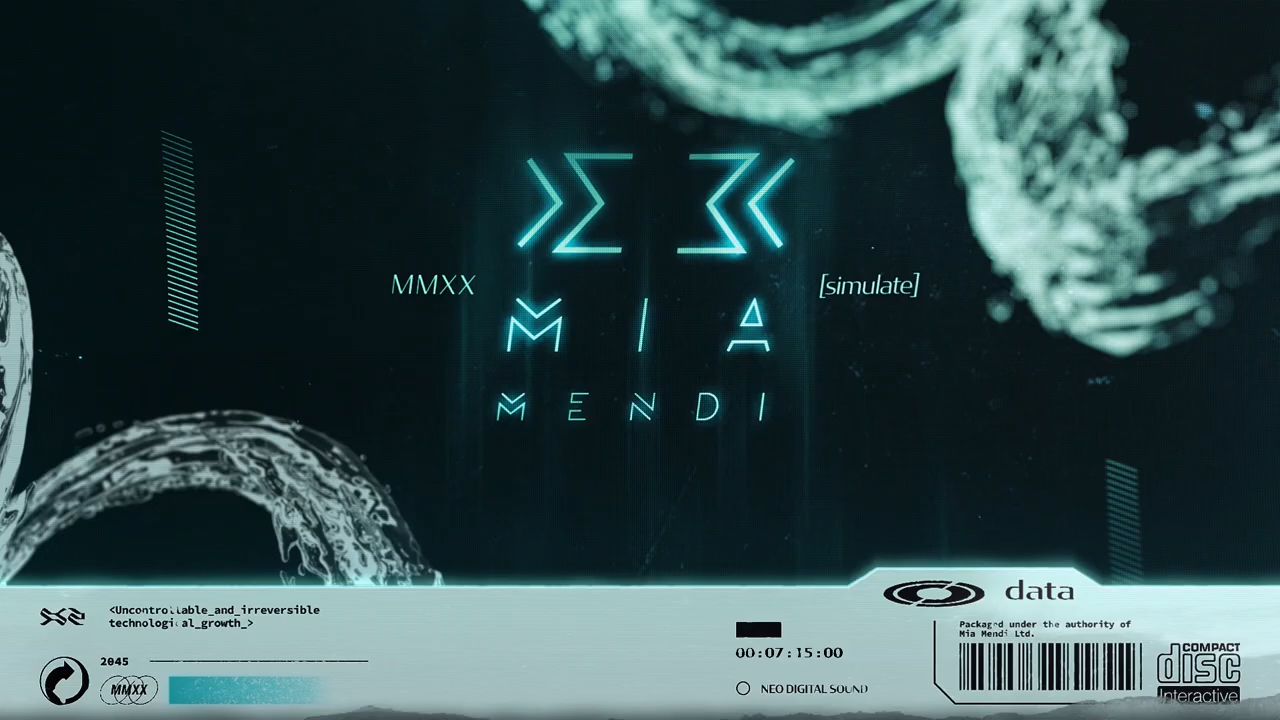 MMXX
[simulate]
MIA
MENDI
data
<Uncontrollable_and_irreversible
technological_growth_>
2045
MMXX
00:07:15:00
NEO DIGITAL SOUND
Packaged under the authority of
Mia Mendi Ltd.
COMPACT
disc
Interactive